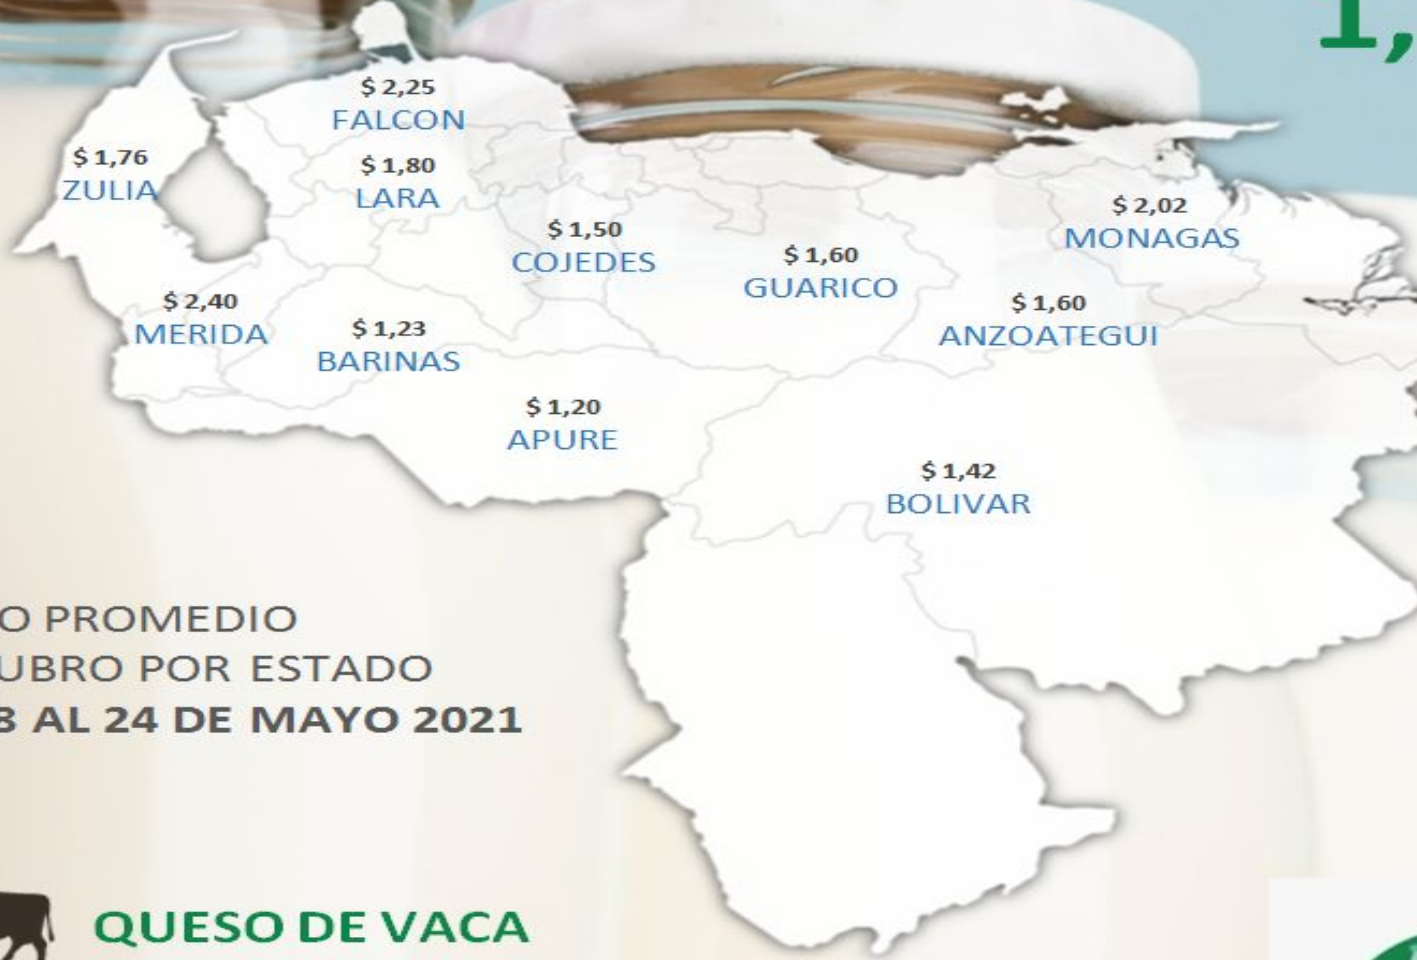 1,
$ 2,25
FALCON
$ 1,76
ZULIA
$ 1,80
LARA
$ 1,50
COJEDES
$ 1,60
GUARICO
$ 2,02
MONAGAS
$ 2,40
MERIDA
$ 1,23
BARINAS
$ 1,60
ANZOATEGUI
$ 1,20
APURE
$ 1,42
BOLIVAR
O PROMEDIO
UBRO POR ESTADO
8 AL 24 DE MAYO 2021
QUESO DE VACA